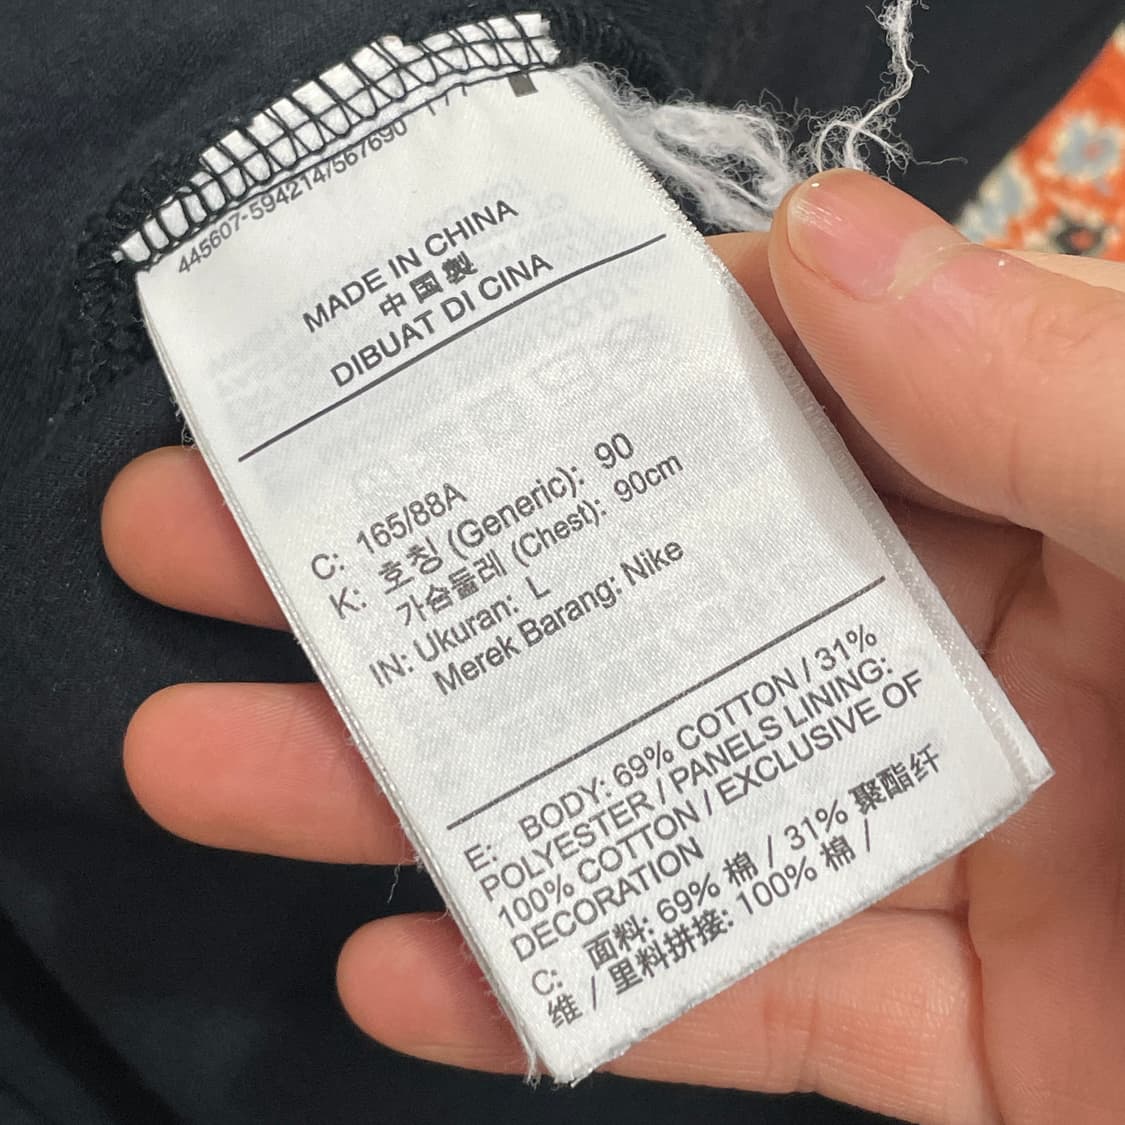 445607-594214/567690
MADE IN CHINA
中国製
DIBUAT DI CINA
C: 165/88A
K: 호칭 (Generic): 90
가슴둘레 (Chest): 90cm
IN: Ukuran: L
Merek Barang: Nike
E: BODY: 69% COTTON / 31%
POLYESTER / PANELS LINING:
100% COTTON / EXCLUSIVE OF
DECORATION
C: 面料: 69% 棉 / 31% 聚酯纤
维 / 里料拼接: 100% 棉 /